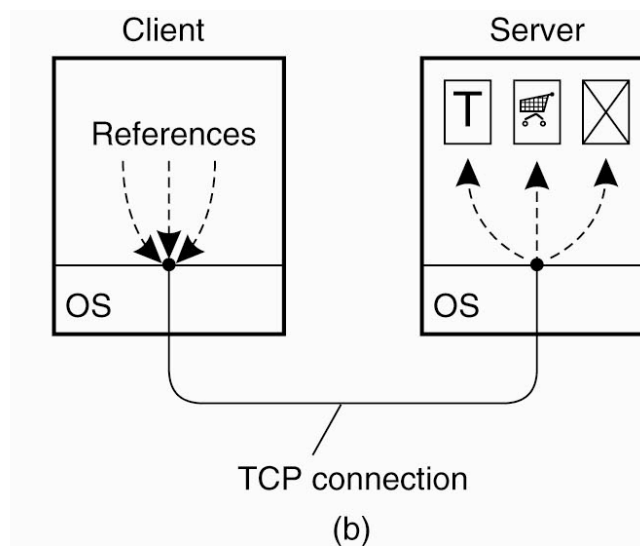 Client
Server
References
T
OS
OS
TCP connection
(b)